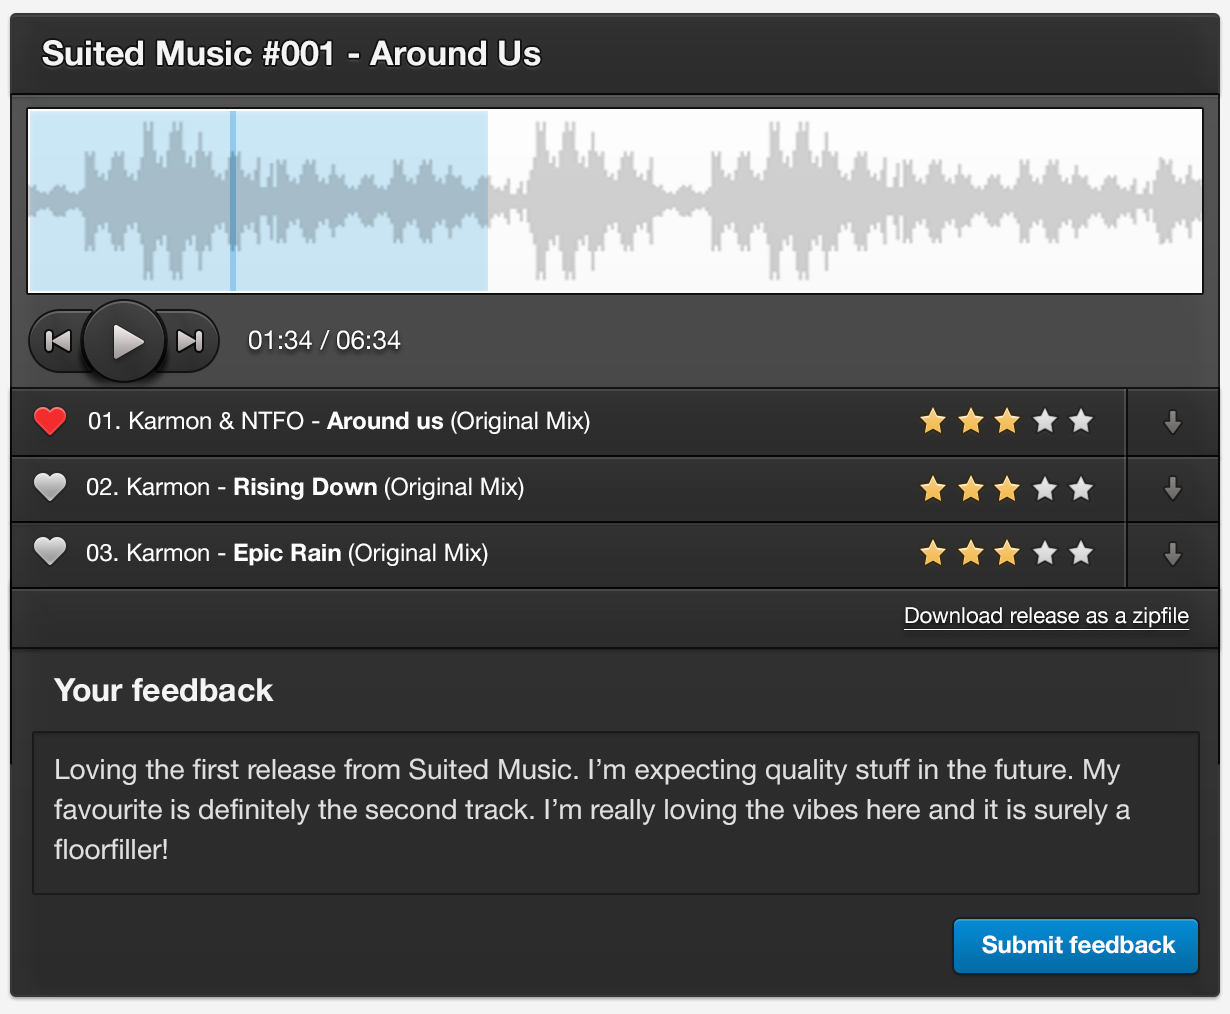 Suited Music #001 - Around Us
01:34 / 06:34
01. Karmon & NTFO - Around us (Original Mix)
02. Karmon - Rising Down (Original Mix)
03. Karmon - Epic Rain (Original Mix)
Download release as a zipfile
Your feedback
Loving the first release from Suited Music. I’m expecting quality stuff in the future. My
favourite is definitely the second track. I’m really loving the vibes here and it is surely a
floorfiller!
Submit feedback